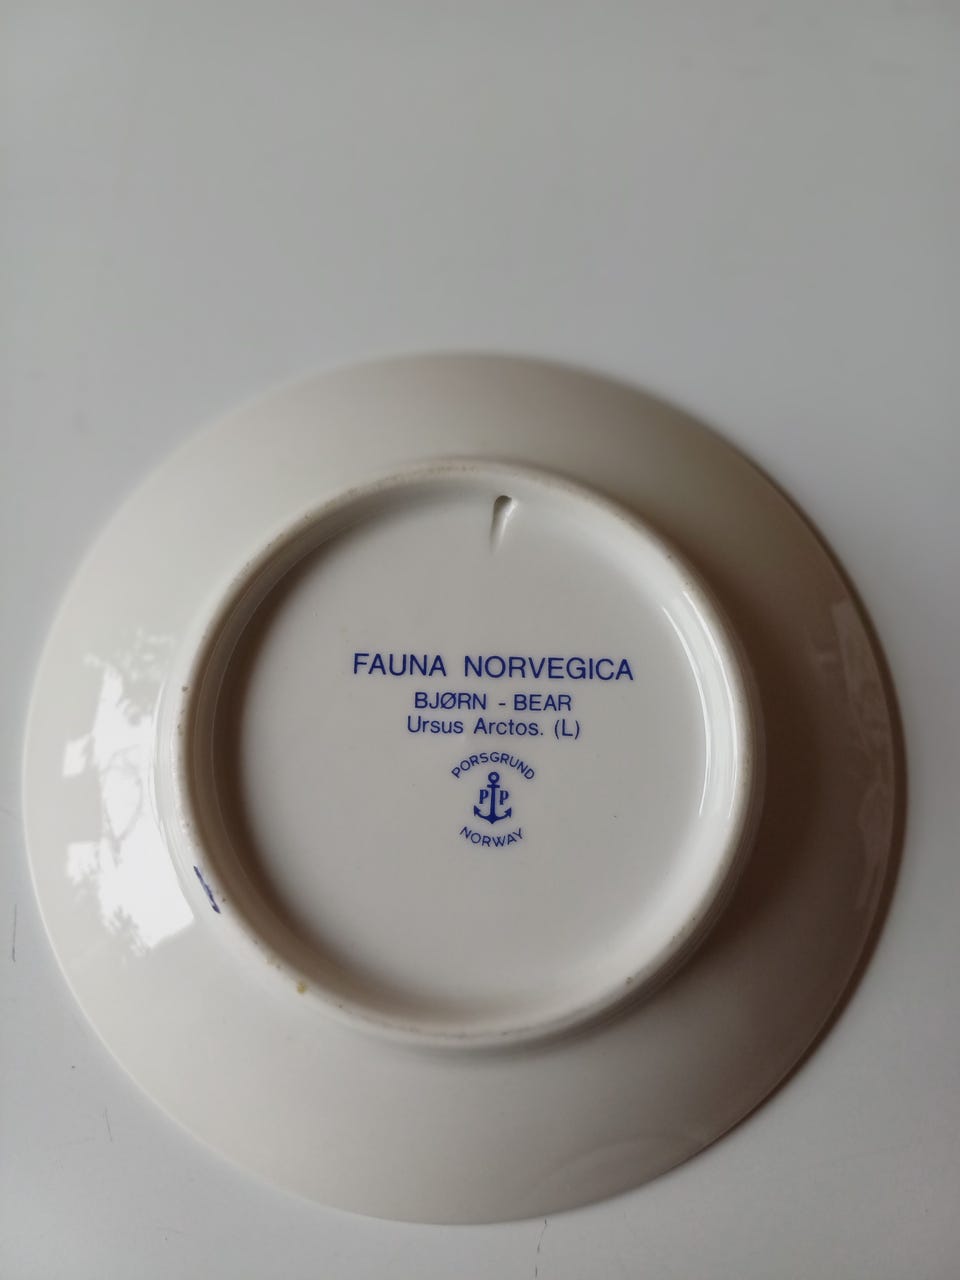 FAUNA NORVEGICA
BJØRN - BEAR
Ursus Arctos. (L)
PORSGRUND
P P
NORWAY